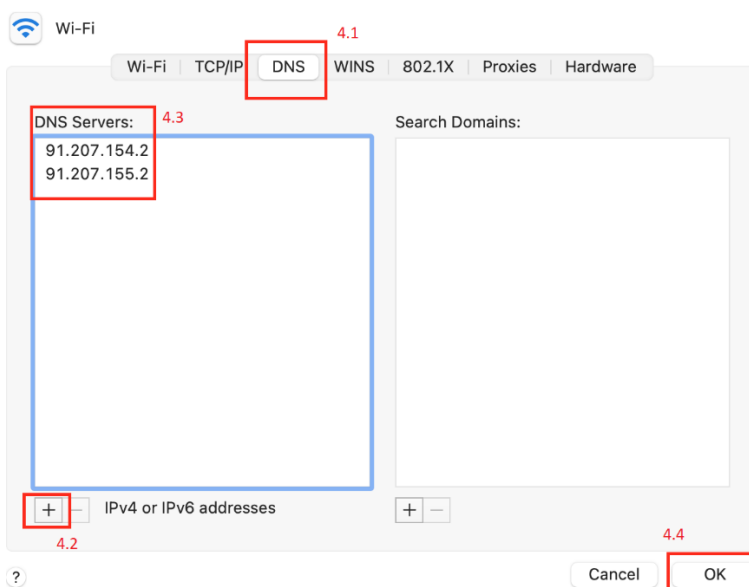 Wi-Fi
4.1
Wi-Fi TCP/IP DNS WINS 802.1X Proxies Hardware
DNS Servers: 4.3
Search Domains:
91.207.154.2
91.207.155.2
+ − IPv4 or IPv6 addresses
+ −
4.2
4.4
? Cancel OK